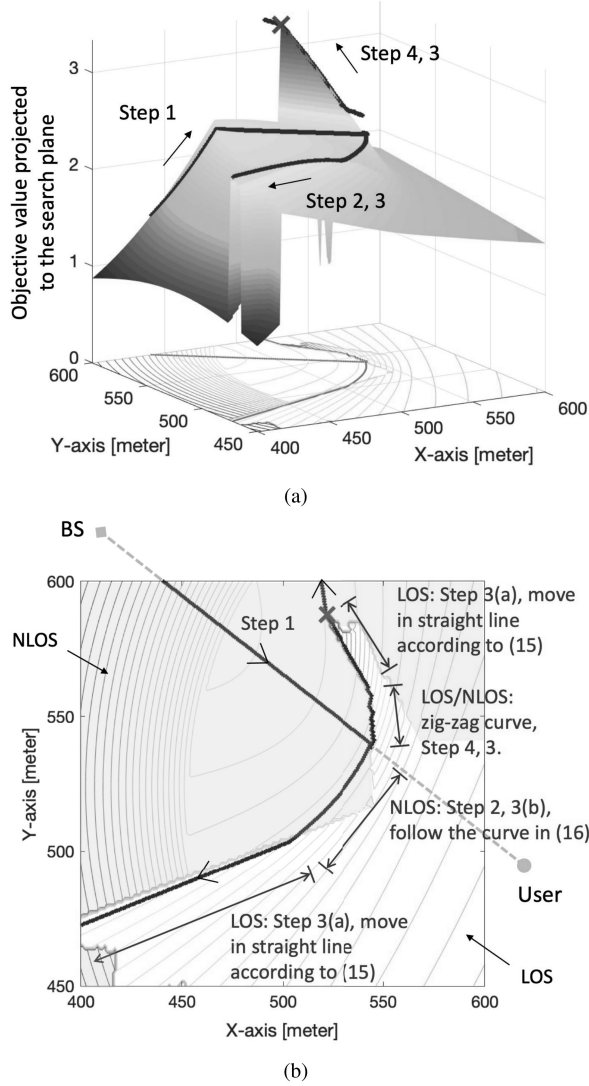 Objective value projected
to the search plane
3
2
1
0
Step 1
Step 4, 3
Step 2, 3
600
550
500
450
Y-axis [meter]
400
450
500
550
600
X-axis [meter]
(a)
BS
600
550
500
450
Y-axis [meter]
NLOS
Step 1
LOS: Step 3(a), move
in straight line
according to (15)
LOS/NLOS:
zig-zag curve,
Step 4, 3.
NLOS: Step 2, 3(b),
follow the curve in (16)
User
LOS: Step 3(a), move
in straight line
according to (15)
LOS
400
450
500
550
600
X-axis [meter]
(b)